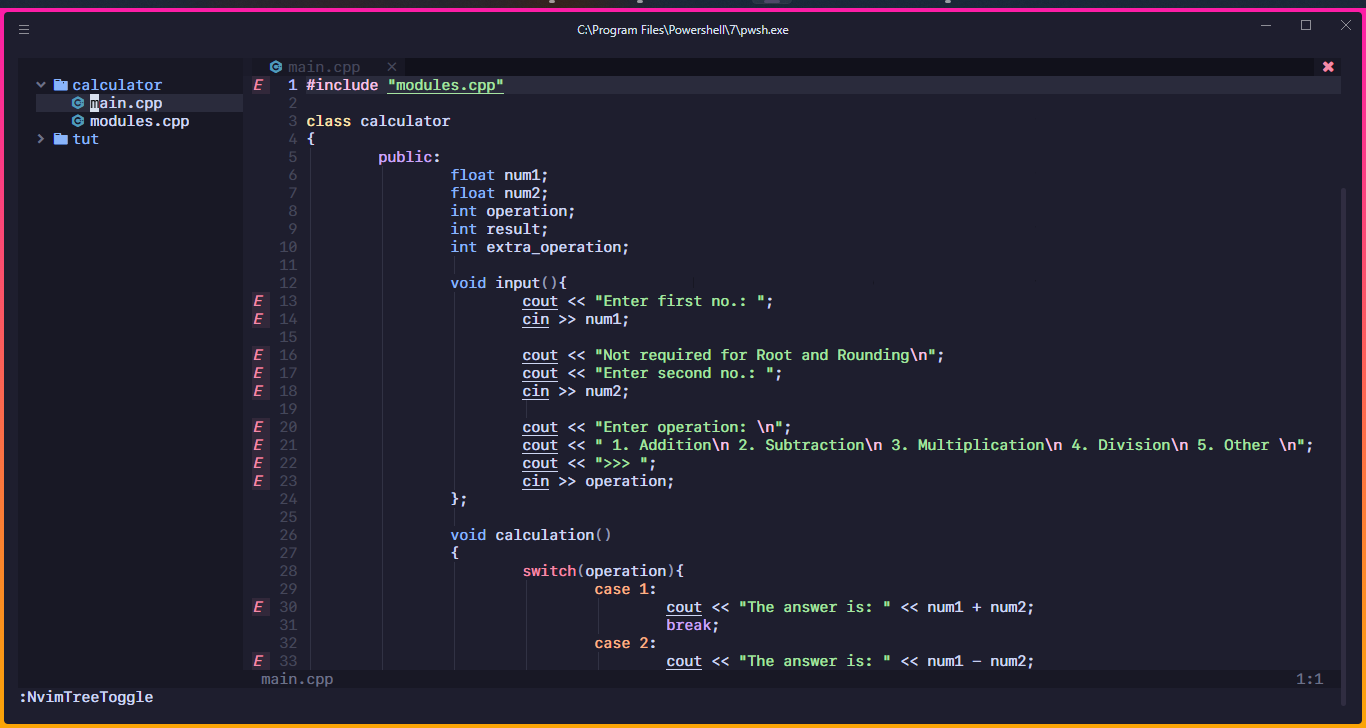 C:\Program Files\Powershell\7\pwsh.exe
main.cpp
calculator
main.cpp
modules.cpp
tut
E 1 #include "modules.cpp"
2
3 class calculator
4 {
5 public:
6 float num1;
7 float num2;
8 int operation;
9 int result;
10 int extra_operation;
11
12 void input(){
E 13 cout << "Enter first no.: ";
E 14 cin >> num1;
15
E 16 cout << "Not required for Root and Rounding\n";
E 17 cout << "Enter second no.: ";
E 18 cin >> num2;
19
E 20 cout << "Enter operation: \n";
E 21 cout << " 1. Addition\n 2. Subtraction\n 3. Multiplication\n 4. Division\n 5. Other \n";
E 22 cout << ">>> ";
E 23 cin >> operation;
24 };
25
26 void calculation()
27 {
28 switch(operation){
29 case 1:
E 30 cout << "The answer is: " << num1 + num2;
31 break;
32 case 2:
E 33 cout << "The answer is: " << num1 - num2;
main.cpp 1:1
:NvimTreeToggle